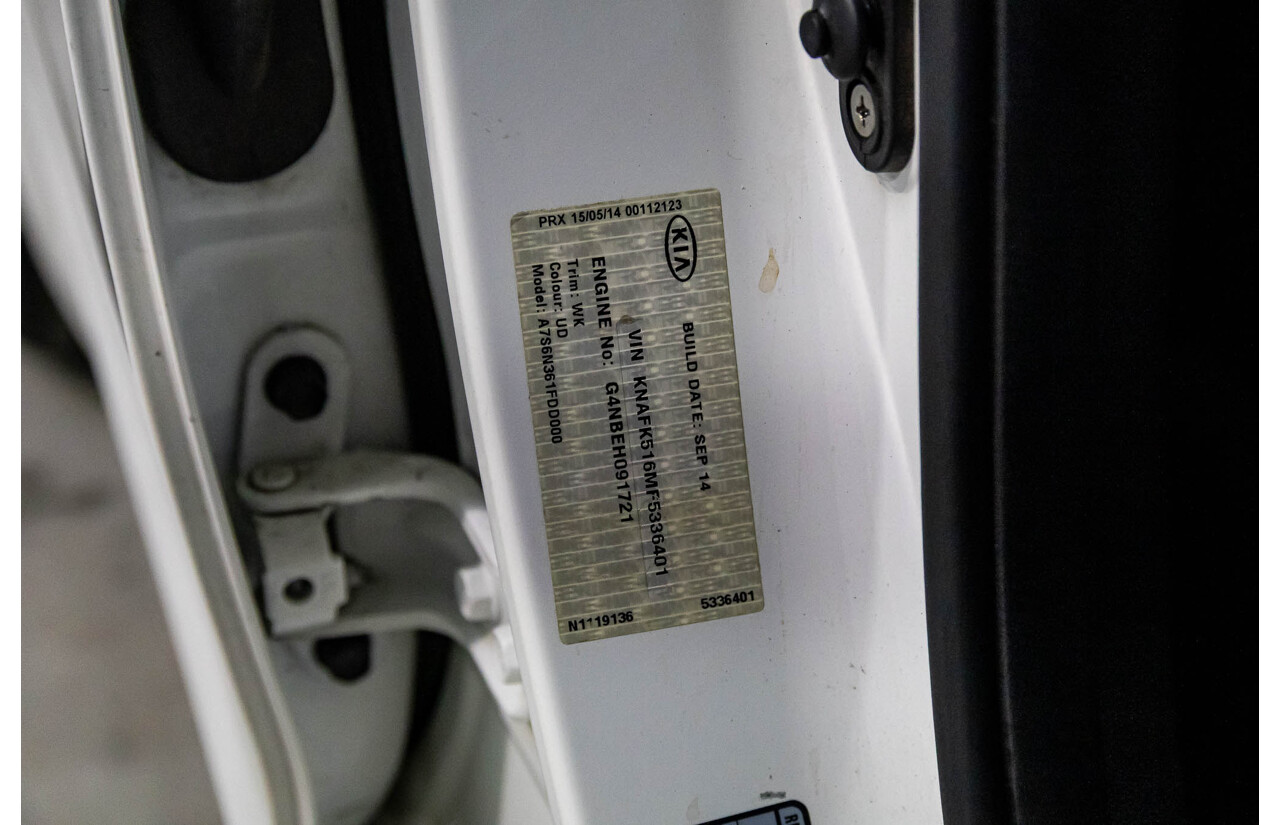 PRX 15/05/14 00112123
KIA
BUILD DATE: SEP 14
VIN KNAFK516MF5336401
ENGINE No: G4NBEH091721
Trim: WK
Colour: UD
Model: A7S6N361FDD000
N1119136
5336401